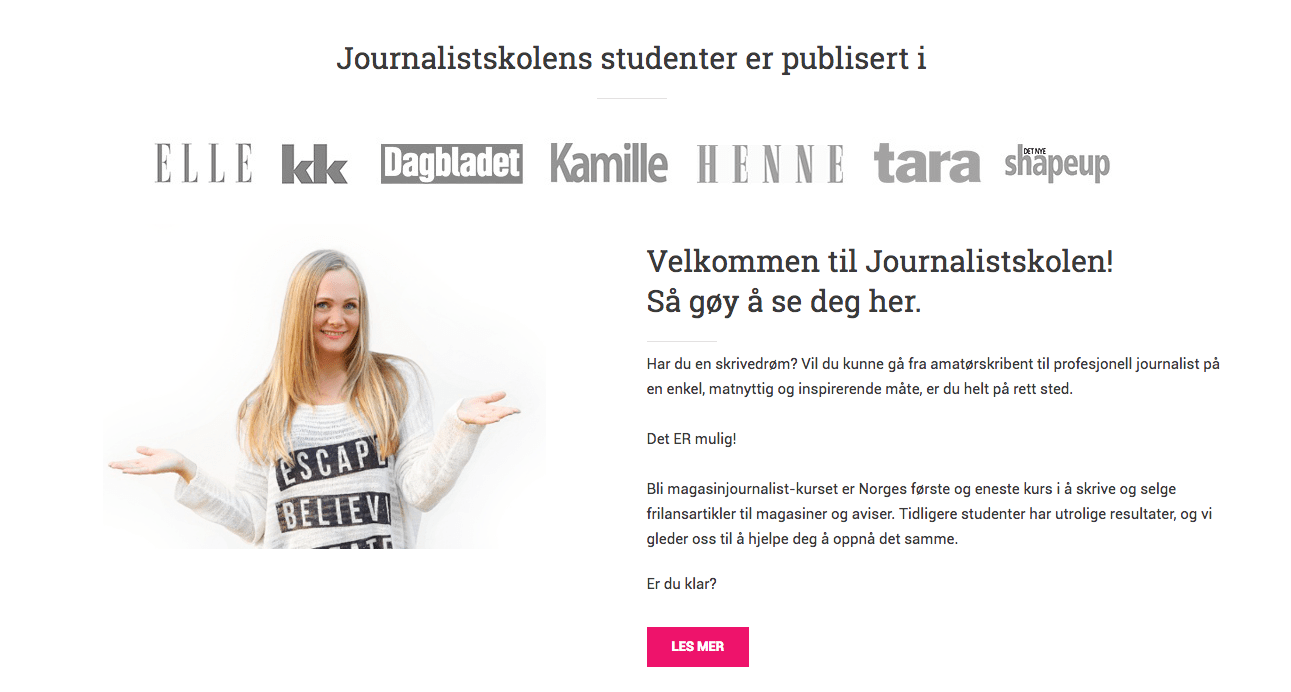 Journalistskolens studenter er publisert i
ELLE kk Dagbladet Kamille HENNE tara DET NYE shapeup
Velkommen til Journalistskolen!
Så gøy å se deg her.
Har du en skrivedrøm? Vil du kunne gå fra amatørskribent til profesjonell journalist på
en enkel, matnyttig og inspirerende måte, er du helt på rett sted.
Det ER mulig!
Bli magasinjournalist-kurset er Norges første og eneste kurs i å skrive og selge
frilansartikler til magasiner og aviser. Tidligere studenter har utrolige resultater, og vi
gleder oss til å hjelpe deg å oppnå det samme.
Er du klar?
LES MER
ESCAPE
BELIEV